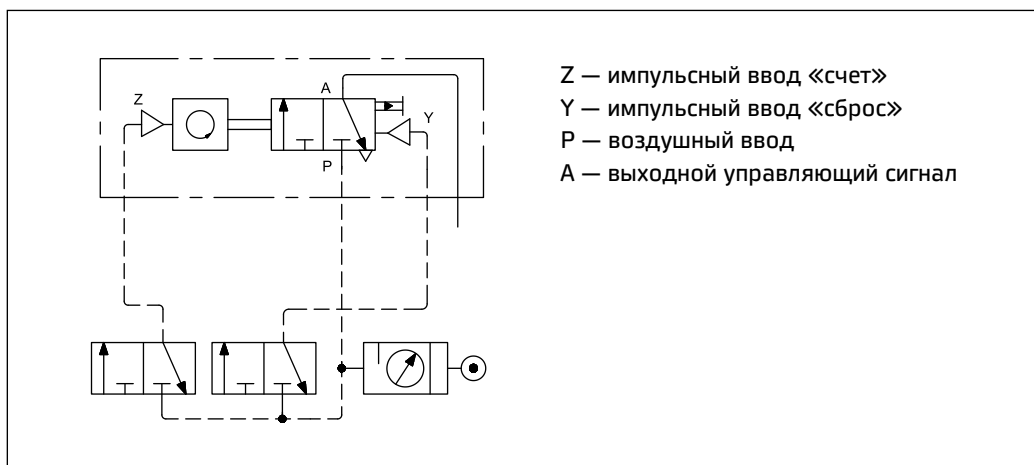 Z
A
Y
P
Z — импульсный ввод «счет»
Y — импульсный ввод «сброс»
P — воздушный ввод
A — выходной управляющий сигнал